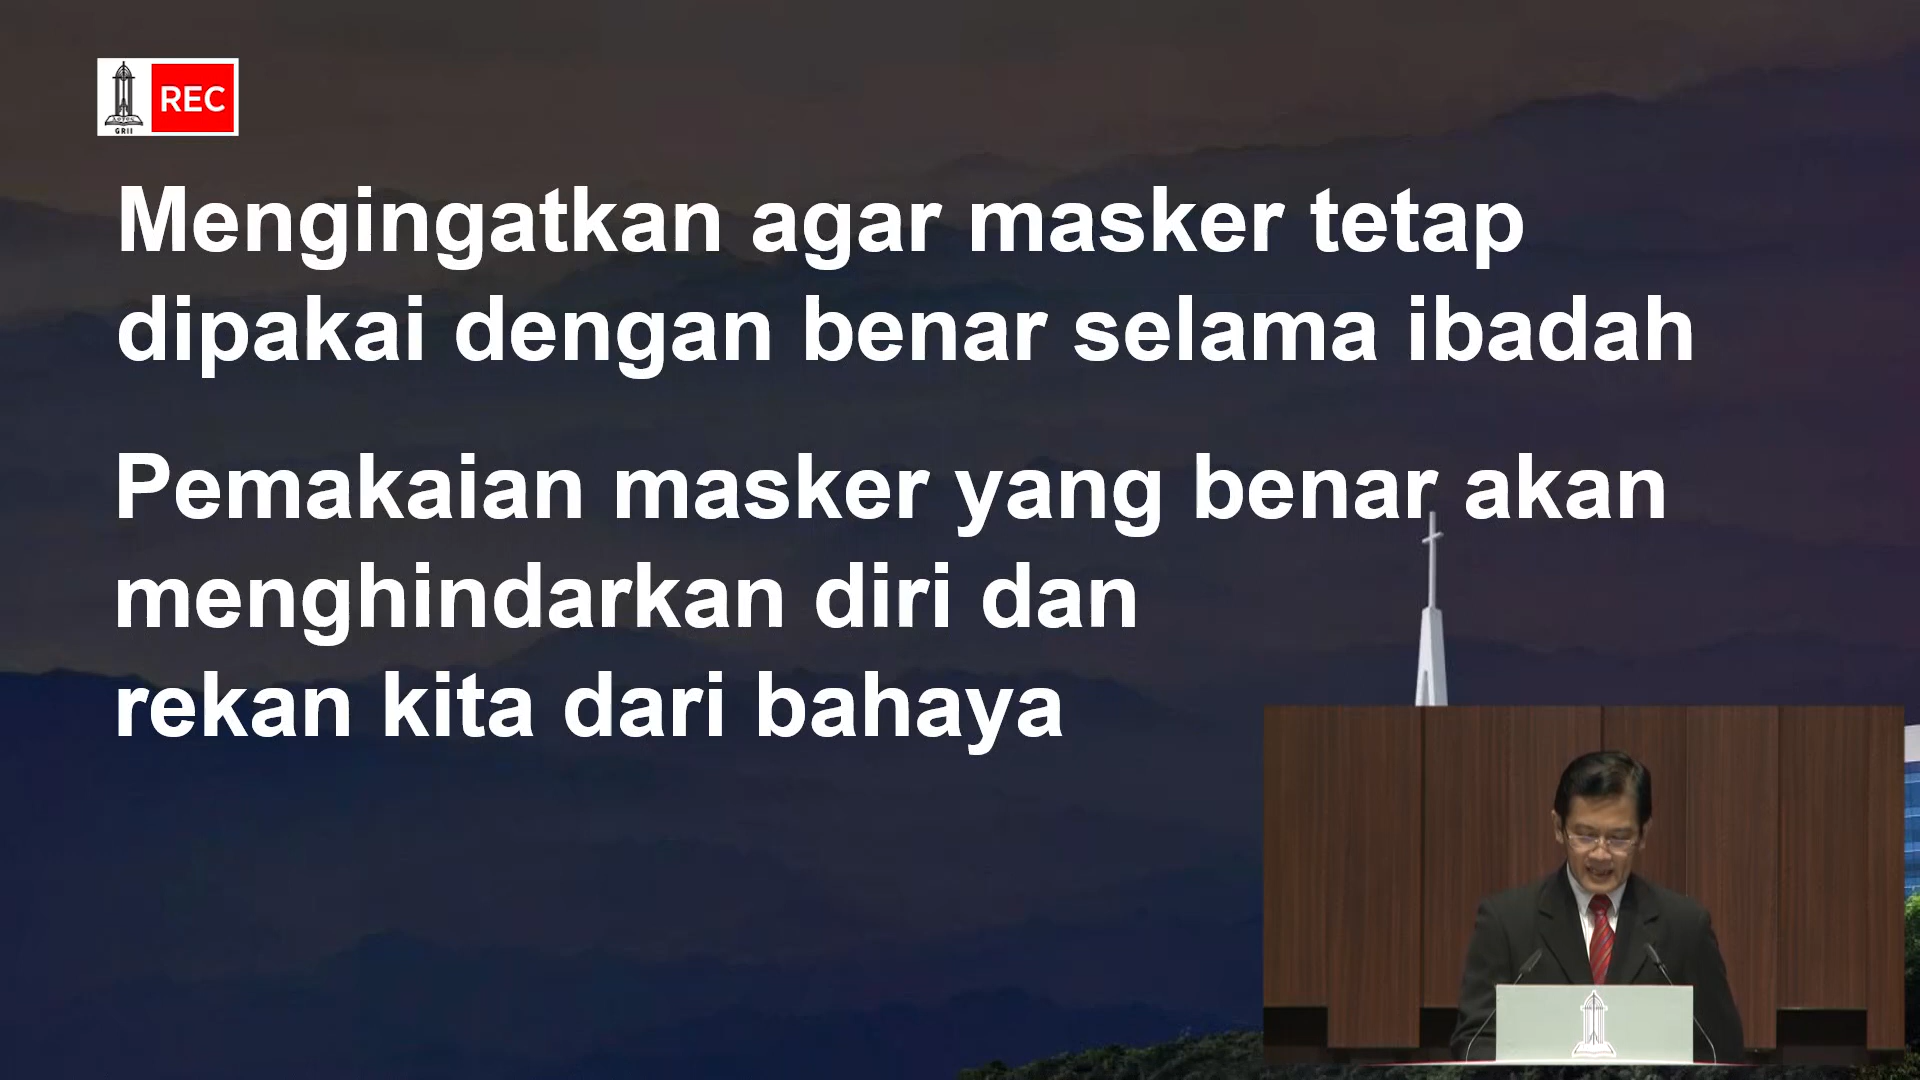 GRII
REC
Mengingatkan agar masker tetap
dipakai dengan benar selama ibadah
Pemakaian masker yang benar akan
menghindarkan diri dan
rekan kita dari bahaya